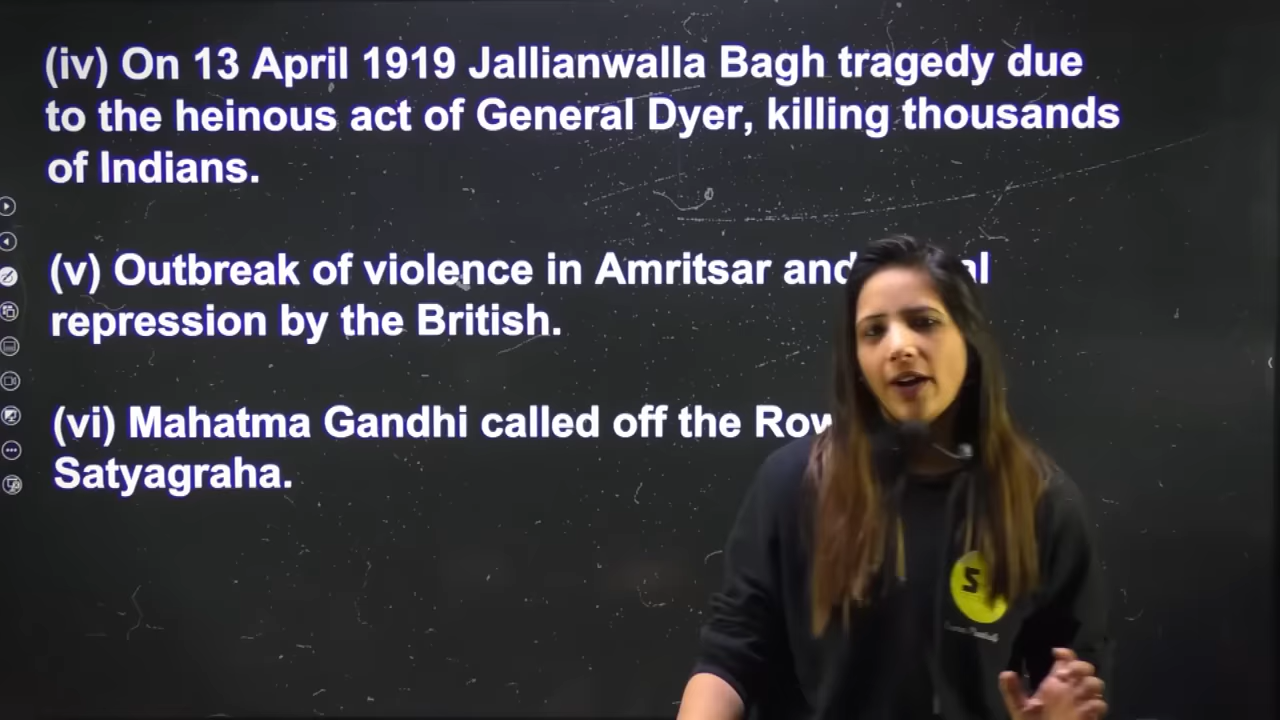 (iv) On 13 April 1919 Jallianwalla Bagh tragedy due
to the heinous act of General Dyer, killing thousands
of Indians.
(v) Outbreak of violence in Amritsar and
repression by the British.
(vi) Mahatma Gandhi called off the
Satyagraha.
S